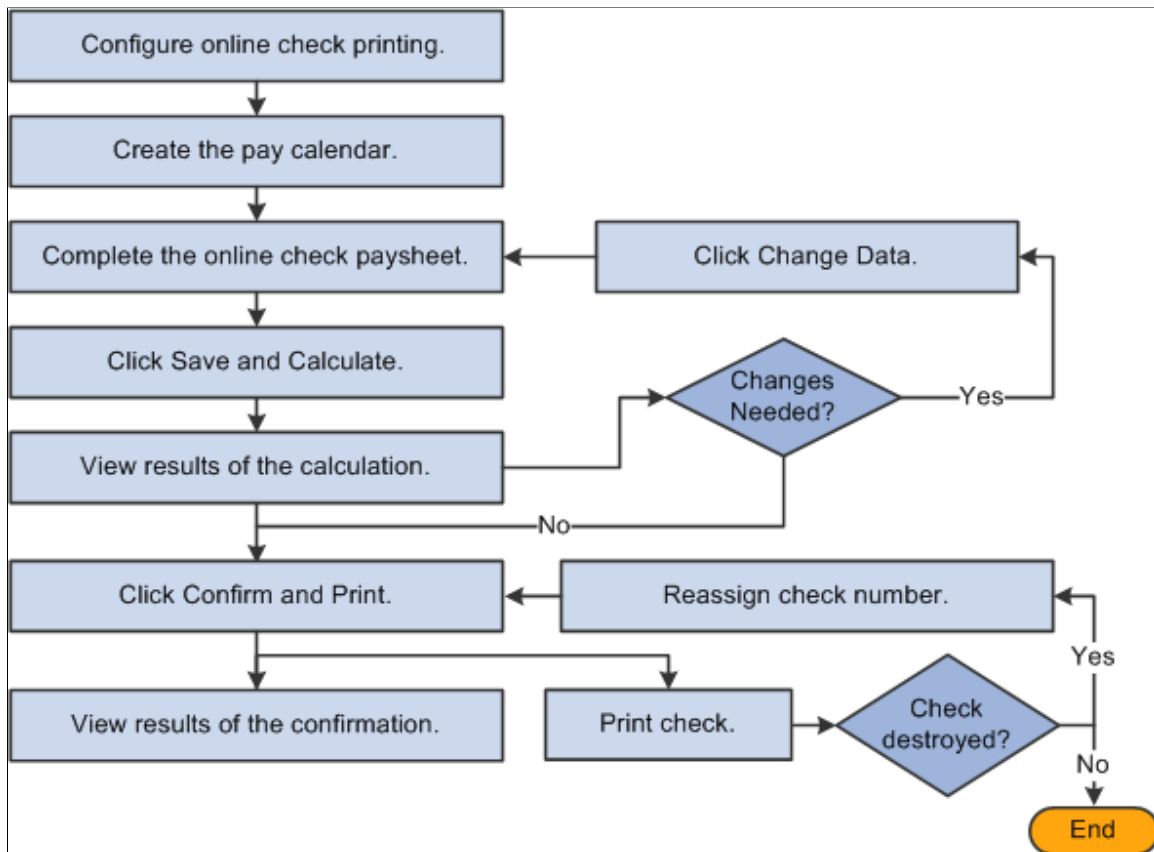 Configure online check printing.
Create the pay calendar.
Complete the online check paysheet.
Click Change Data.
Click Save and Calculate.
Changes
Needed?
Yes
View results of the calculation.
No
Click Confirm and Print.
Reassign check number.
Yes
View results of the confirmation.
Print check.
Check
destroyed?
No
End